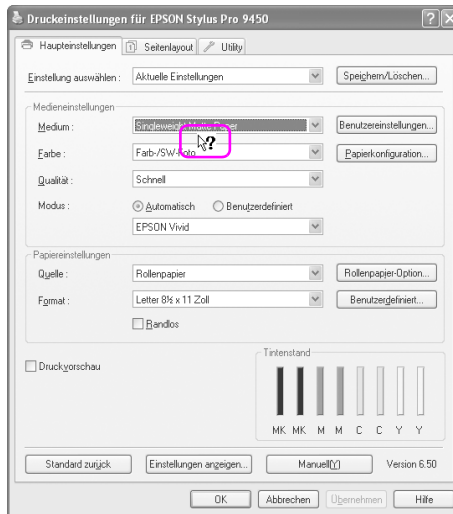 Druckeinstellungen für EPSON Stylus Pro 9450
Haupteinstellungen Seitenlayout Utility
Einstellung auswählen : Aktuelle Einstellungen Speichern/Löschen...
Medieneinstellungen
Medium : Singleweight Matte Paper Benutzereinstellungen...
Farbe : Farb-/SW-Foto Papierkonfiguration...
Qualität : Schnell
Modus : Automatisch Benutzerdefiniert
EPSON Vivid
Papiereinstellungen
Quelle : Rollenpapier Rollenpapier-Option...
Format : Letter 8½ x 11 Zoll Benutzerdefiniert...
Randlos
Druckvorschau
Tintenstand
MK MK M M C C Y Y
Standard zurück Einstellungen anzeigen... Manuell(Y) Version 6.50
OK Abbrechen Übernehmen Hilfe